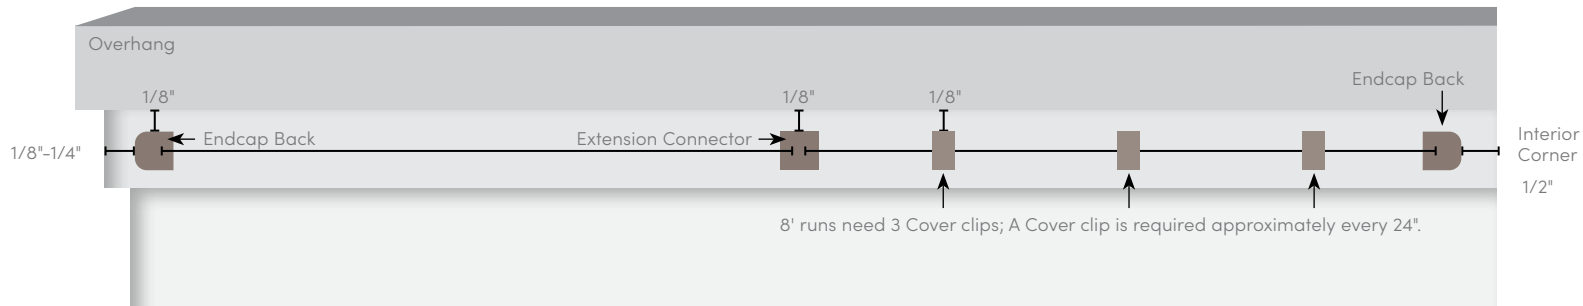 Overhang
Endcap Back
1/8"
1/8"
1/8"
Endcap Back
Extension Connector
1/8"-1/4"
Interior
Corner
1/2"
8' runs need 3 Cover clips; A Cover clip is required approximately every 24".